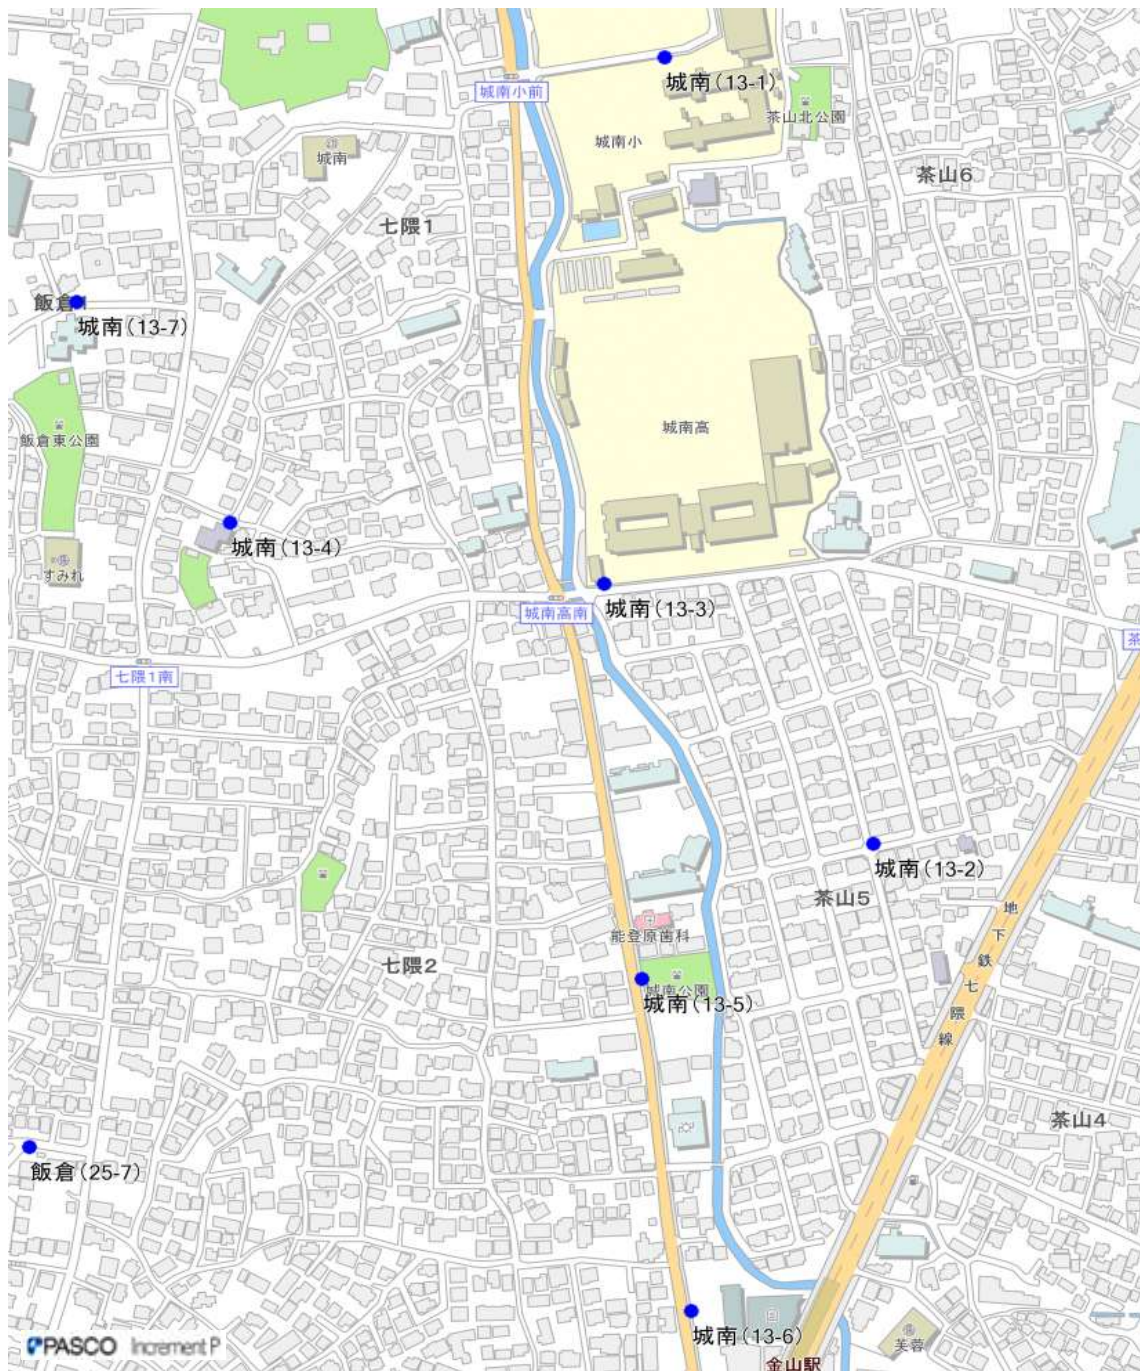 城南小前
城南(13-1)
茶山北公園
城南小
城南
茶山6
七隈1
飯倉1
城南(13-7)
飯倉東公園
城南高
城南(13-4)
すみれ
城南高南
城南(13-3)
茶
七隈1南
城南(13-2)
茶山5
能登原歯科
七隈2
城南公園
城南(13-5)
地下鉄七隈線
茶山4
飯倉(25-7)
城南(13-6)
芙蓉
金山駅
PASCO Increment P